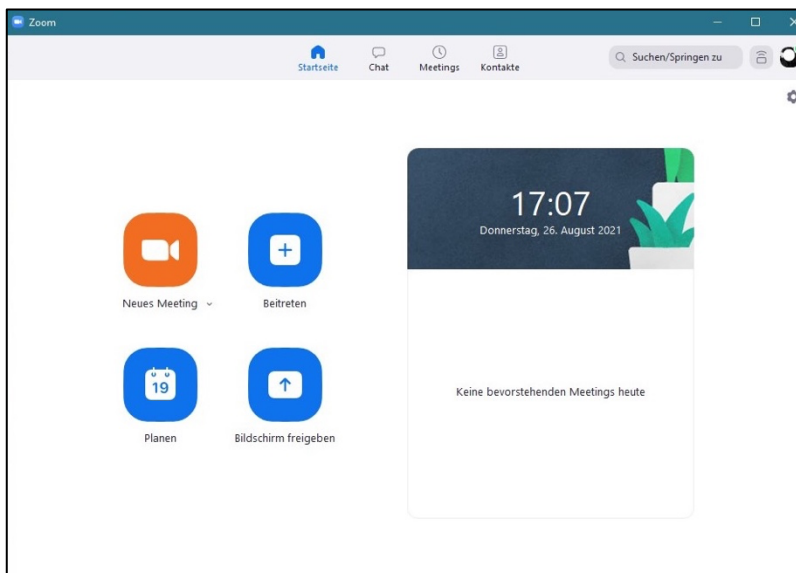 Zoom
Startseite
Chat
Meetings
Kontakte
Suchen/Springen zu
17:07
Donnerstag, 26. August 2021
Neues Meeting
Beitreten
19
Planen
Bildschirm freigeben
Keine bevorstehenden Meetings heute